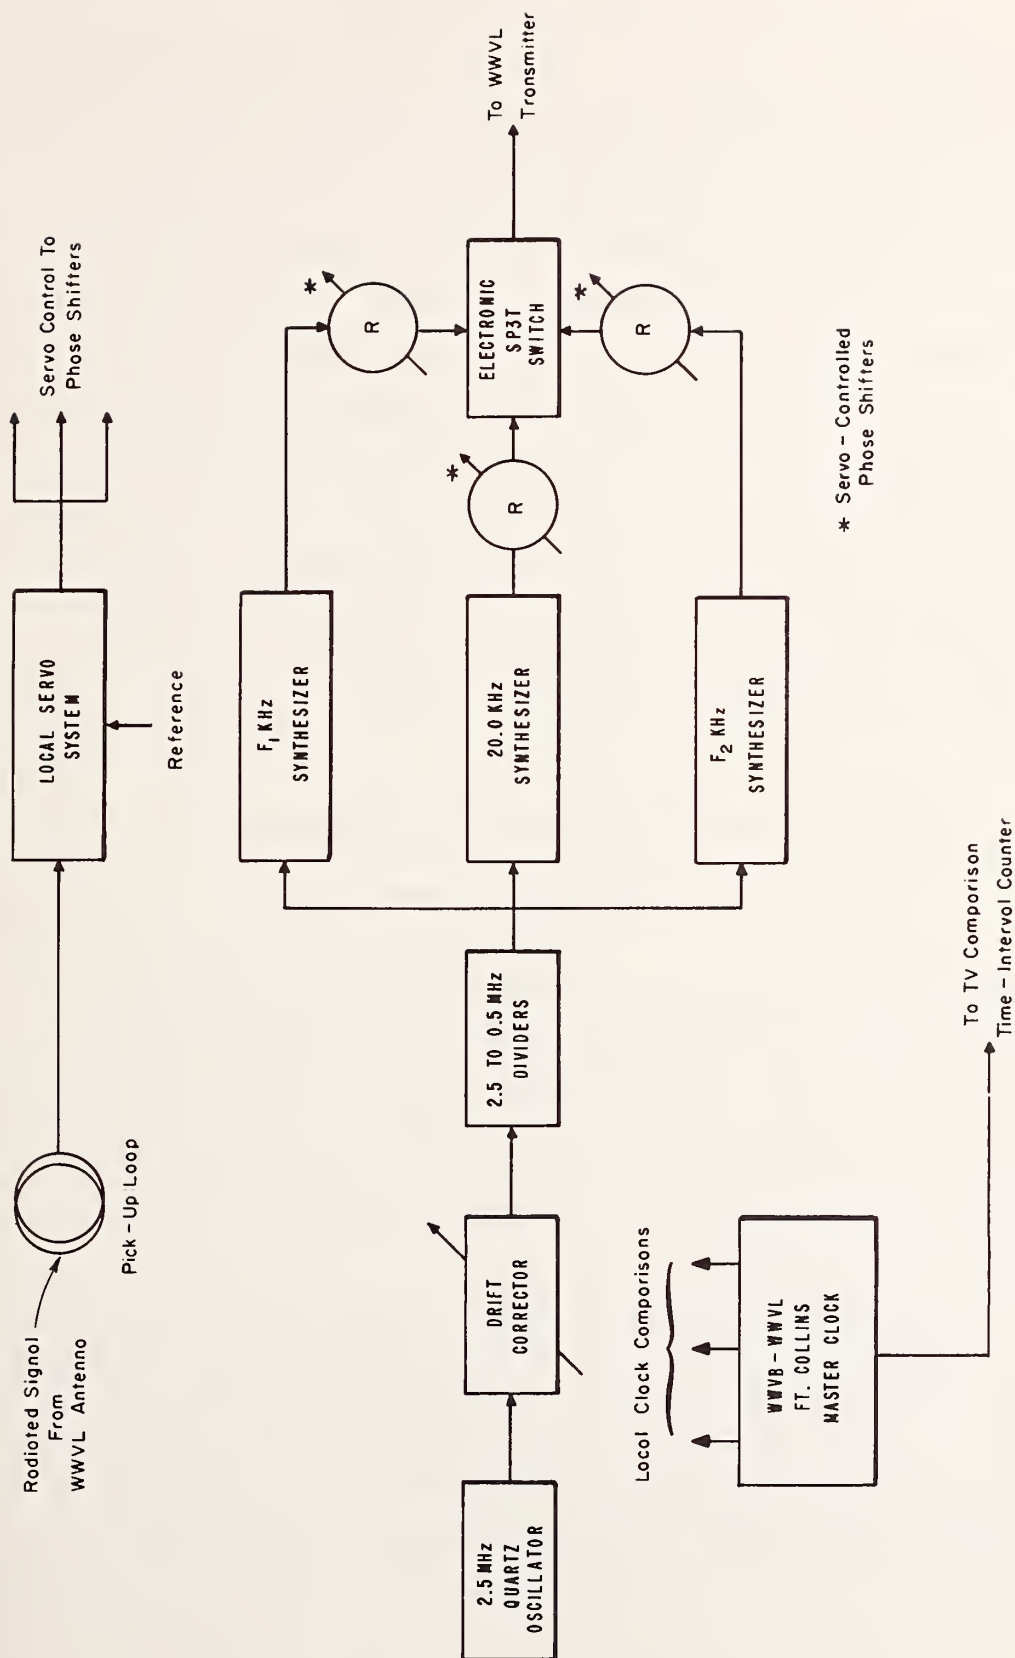 Radiated Signal
From
WWVL Antenna
Pick-Up Loop
LOCAL SERVO
SYSTEM
Reference
Servo Control To
Phase Shifters
2.5 MHz
QUARTZ
OSCILLATOR
DRIFT
CORRECTOR
2.5 TO 0.5 MHz
DIVIDERS
F1 KHz
SYNTHESIZER
20.0 KHz
SYNTHESIZER
F2 KHz
SYNTHESIZER
*
R
*
R
*
R
ELECTRONIC
SP3T
SWITCH
To WWVL
Transmitter
Local Clock Comparisons
WWVB-WWVL
FT. COLLINS
MASTER CLOCK
To TV Comparison
Time-Interval Counter
* Servo-Controlled
Phase Shifters